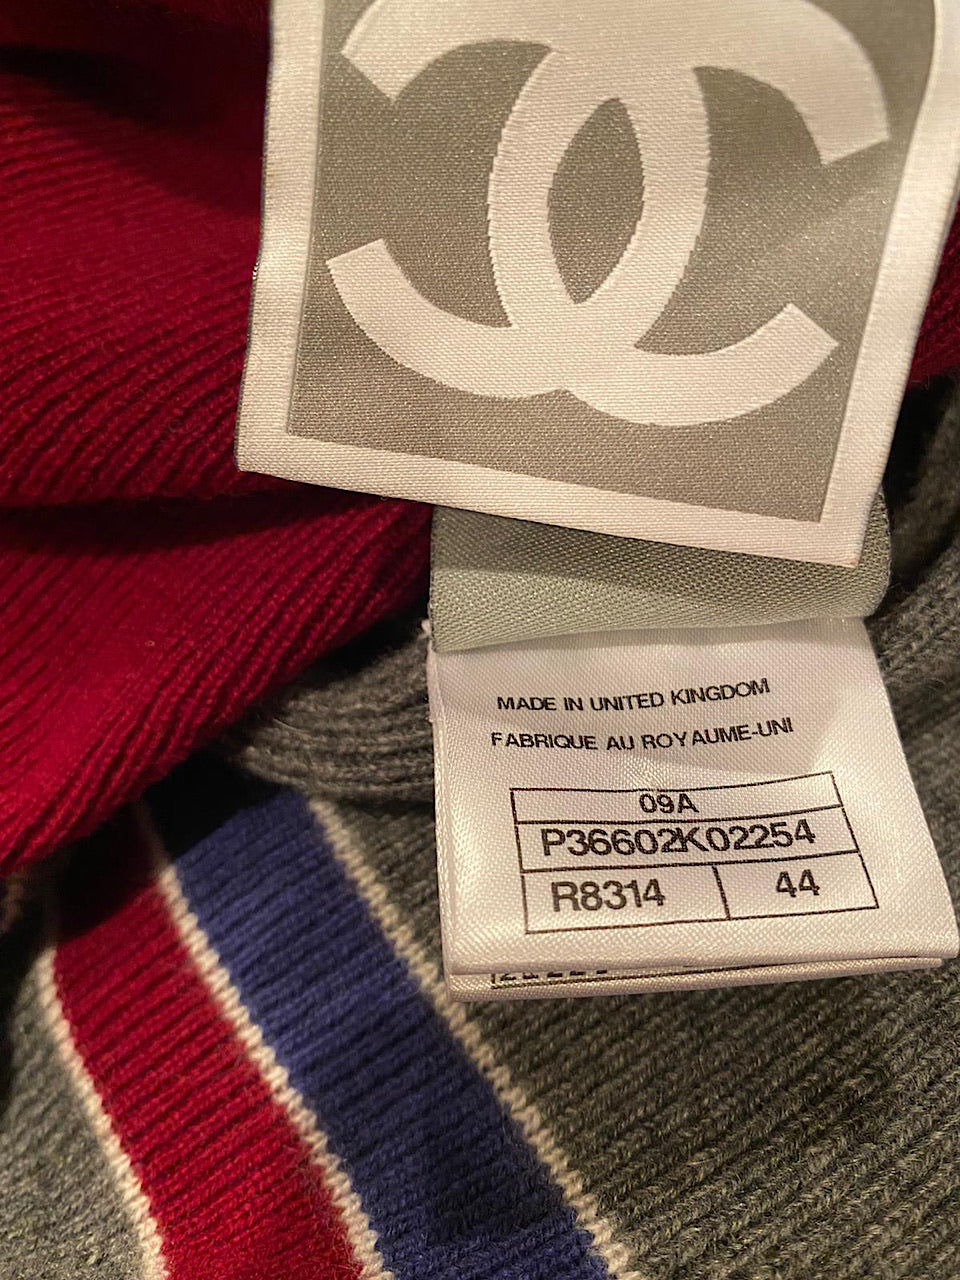 MADE IN UNITED KINGDOM
FABRIQUE AU ROYAUME-UNI
09A
P36602K02254
R8314 44